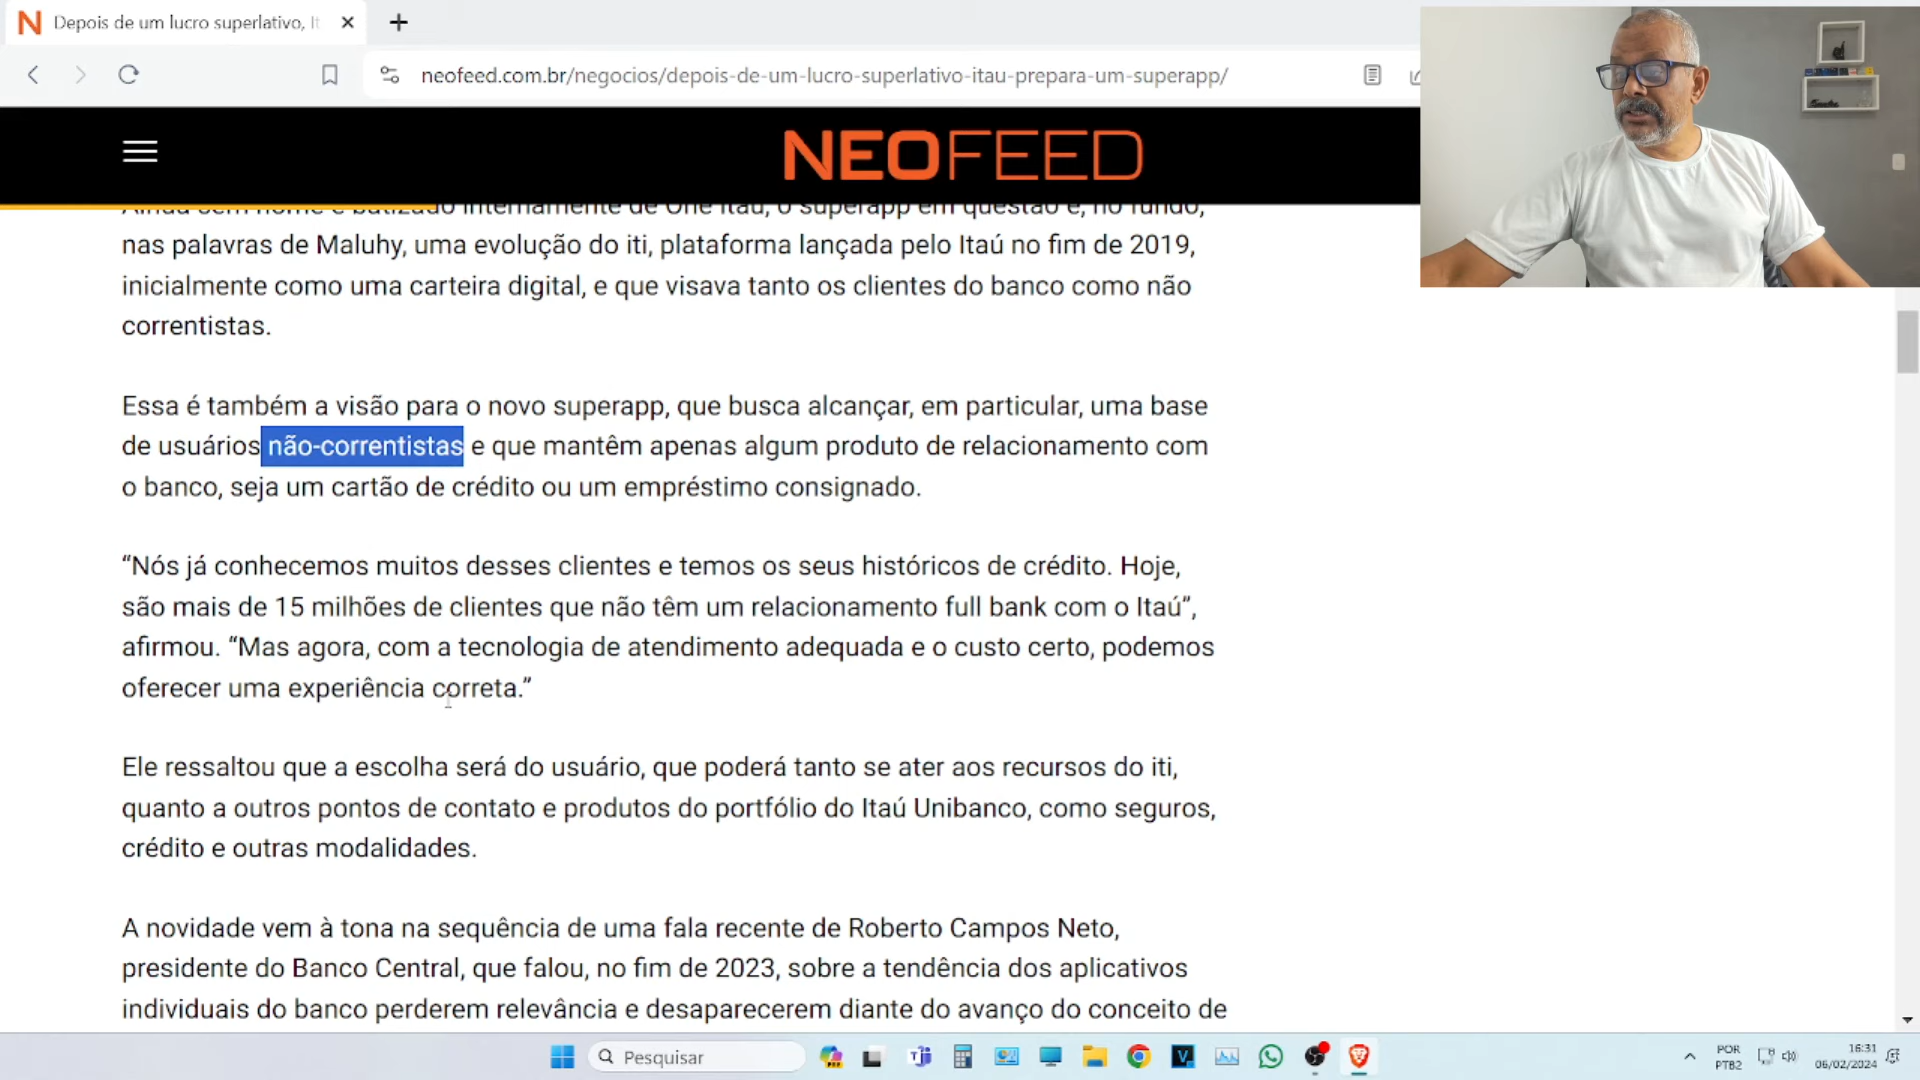 Depois de um lucro superlativo, It
neofeed.com.br/negocios/depois-de-um-lucro-superlativo-itau-prepara-um-superapp/
NEOFEED
Ainda sem nome e batizado internamente de One Itaú, o superapp em questão é, no fundo,
nas palavras de Maluhy, uma evolução do iti, plataforma lançada pelo Itaú no fim de 2019,
inicialmente como uma carteira digital, e que visava tanto os clientes do banco como não
correntistas.
Essa é também a visão para o novo superapp, que busca alcançar, em particular, uma base
de usuários não-correntistas e que mantêm apenas algum produto de relacionamento com
o banco, seja um cartão de crédito ou um empréstimo consignado.
“Nós já conhecemos muitos desses clientes e temos os seus históricos de crédito. Hoje,
são mais de 15 milhões de clientes que não têm um relacionamento full bank com o Itaú”,
afirmou. “Mas agora, com a tecnologia de atendimento adequada e o custo certo, podemos
oferecer uma experiência correta.”
Ele ressaltou que a escolha será do usuário, que poderá tanto se ater aos recursos do iti,
quanto a outros pontos de contato e produtos do portfólio do Itaú Unibanco, como seguros,
crédito e outras modalidades.
A novidade vem à tona na sequência de uma fala recente de Roberto Campos Neto,
presidente do Banco Central, que falou, no fim de 2023, sobre a tendência dos aplicativos
individuais do banco perderem relevância e desaparecerem diante do avanço do conceito de
Pesquisar
POR
PTB2
16:31
06/02/2024